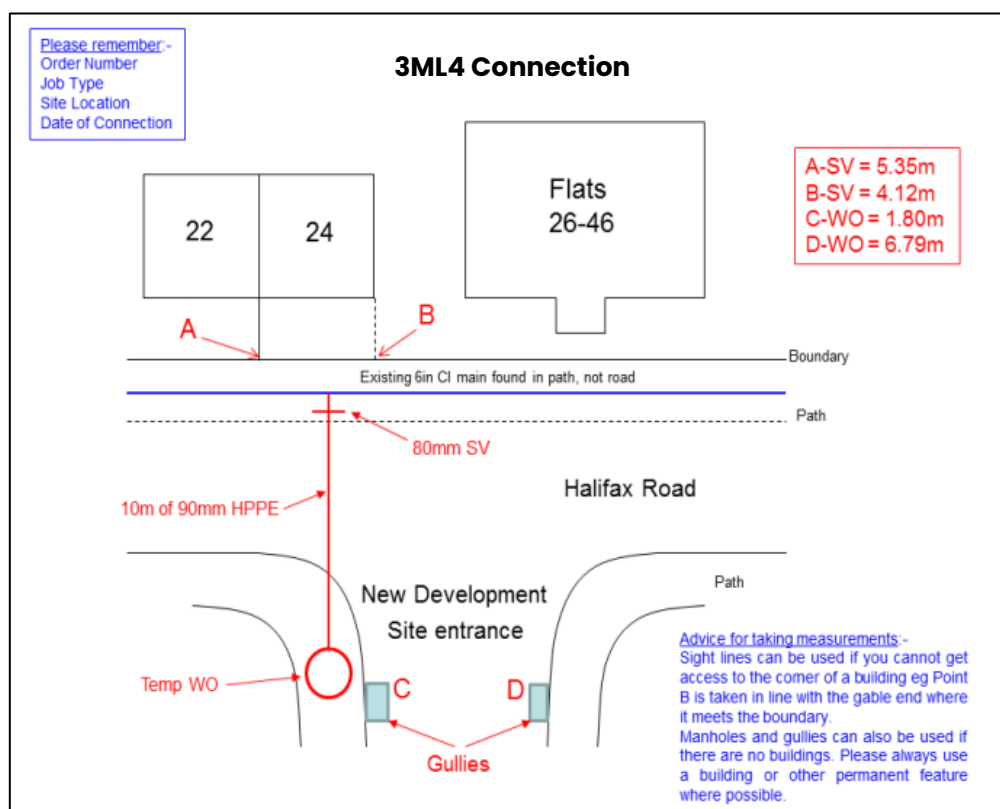 Please remember:-
Order Number
Job Type
Site Location
Date of Connection
3ML4 Connection
A-SV = 5.35m
B-SV = 4.12m
C-WO = 1.80m
D-WO = 6.79m
22
24
Flats
26-46
A
B
Boundary
Existing 6in CI main found in path, not road
Path
80mm SV
10m of 90mm HPPE
Halifax Road
New Development
Site entrance
Path
Temp WO
C
D
Gullies
Advice for taking measurements:-
Sight lines can be used if you cannot get
access to the corner of a building eg Point
B is taken in line with the gable end where
it meets the boundary.
Manholes and gullies can also be used if
there are no buildings. Please always use
a building or other permanent feature
where possible.